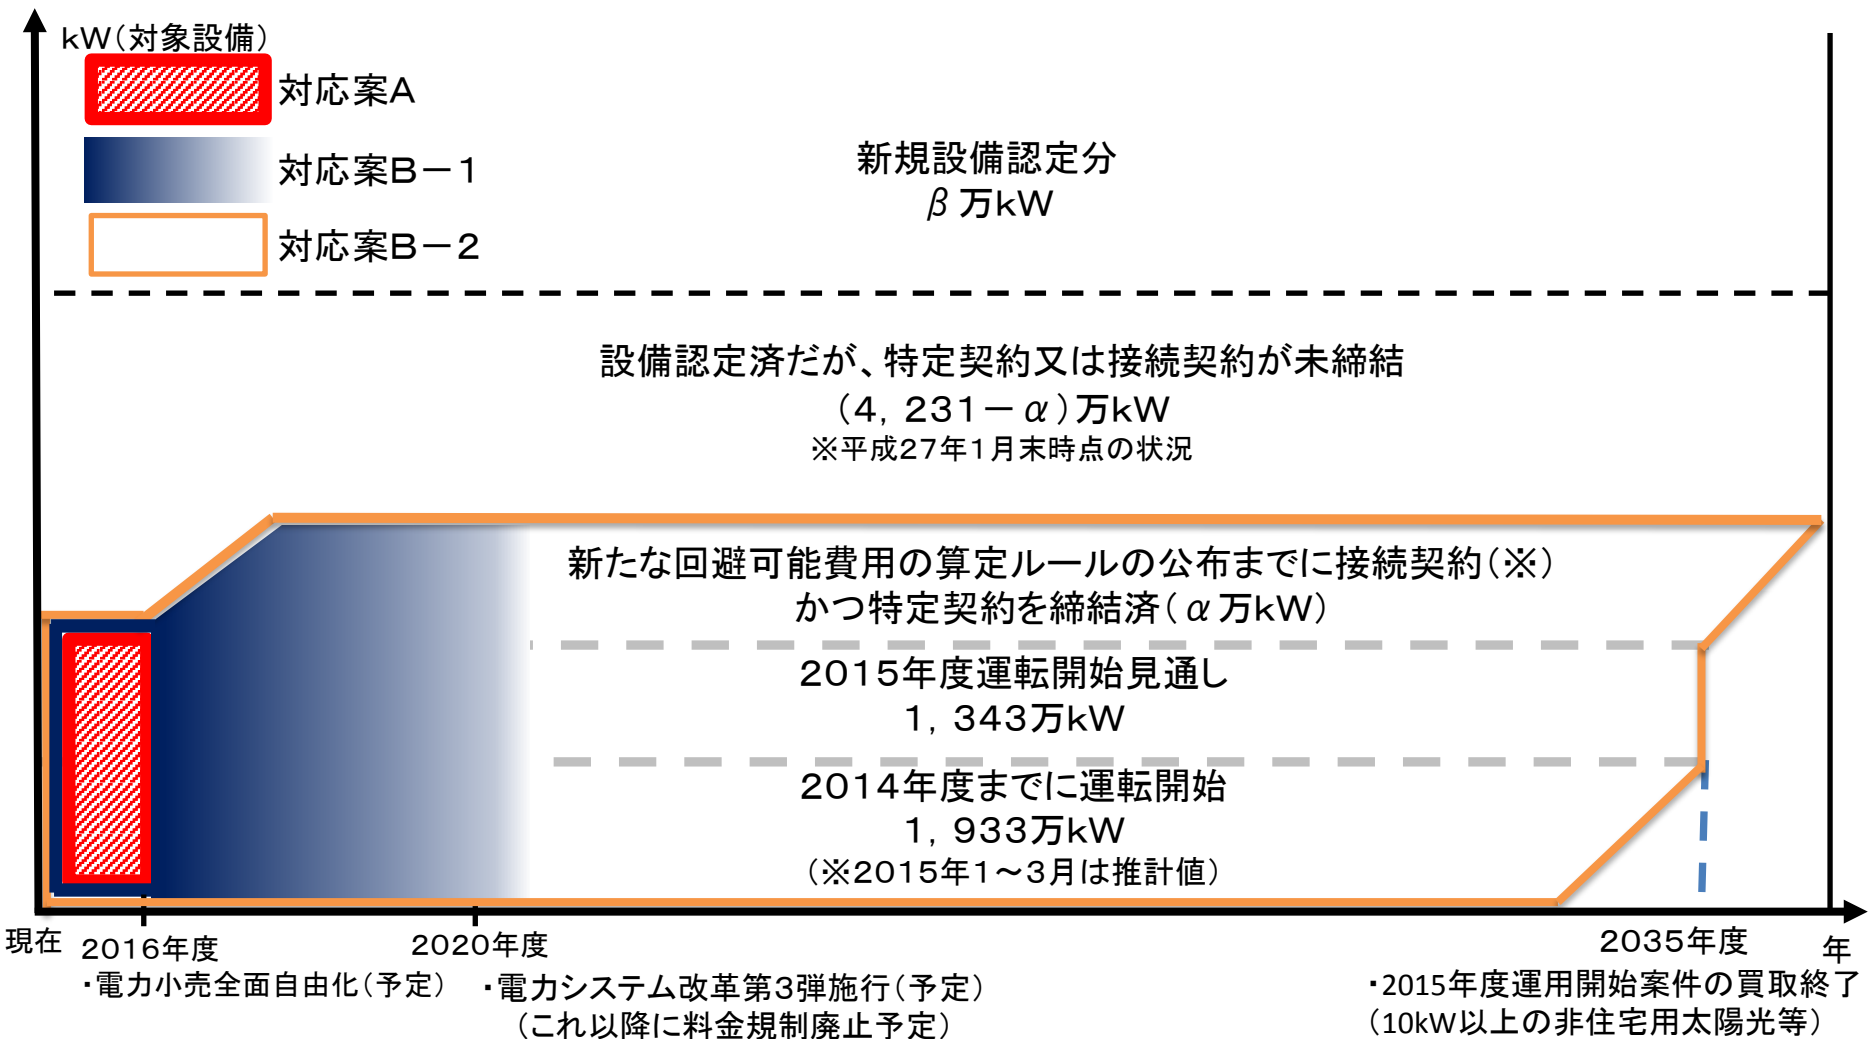 kW(対象設備)
対応案A
対応案B－1
対応案B－2
新規設備認定分
β万kW
設備認定済だが、特定契約又は接続契約が未締結
(4, 231－α)万kW
※平成27年1月末時点の状況
新たな回避可能費用の算定ルールの公布までに接続契約(※)
かつ特定契約を締結済(α万kW)
2015年度運転開始見通し
1, 343万kW
2014年度までに運転開始
1, 933万kW
(※2015年1～3月は推計値)
現在
2016年度
・電力小売全面自由化(予定)
2020年度
・電力システム改革第3弾施行(予定)
(これ以降に料金規制廃止予定)
2035年度
年
・2015年度運用開始案件の買取終了
(10kW以上の非住宅用太陽光等)